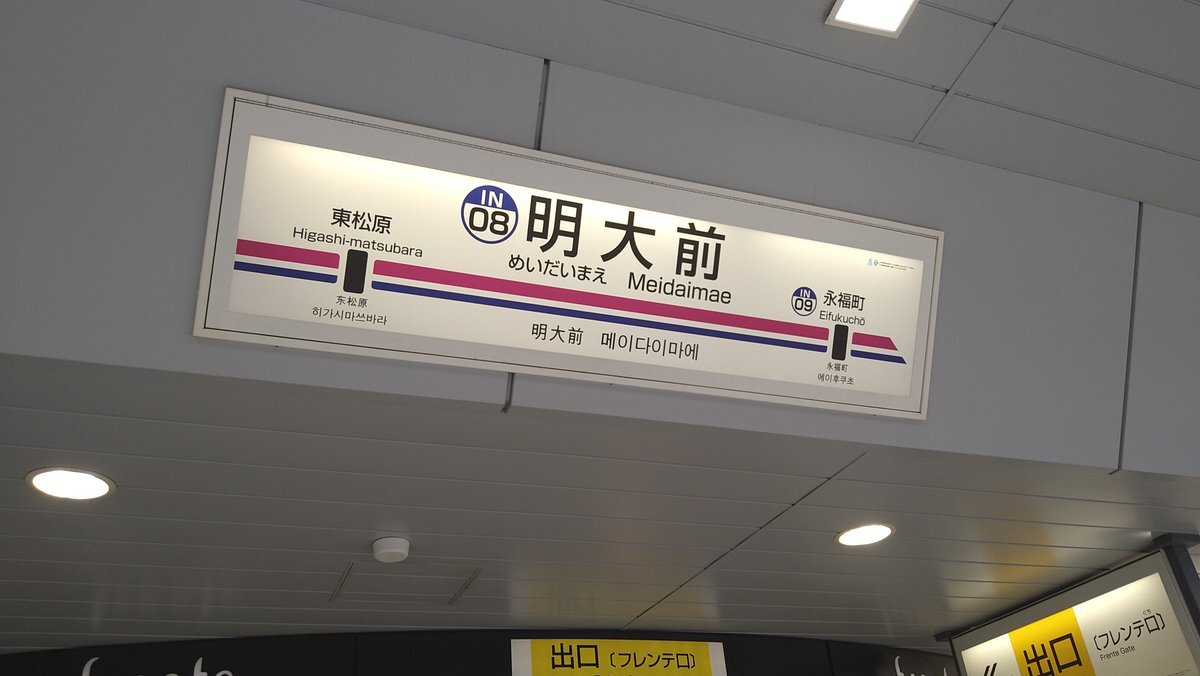 東松原
Higashi-matsubara
东松原
히가시마쓰바라
IN
08
明大前
めいだいまえ Meidaimae
明大前 메이다이마에
IN
09
永福町
Eifukuchō
永福町
에이후쿠초
出口 (フレンテ口)
出口 (フレンテ口)
ぐち
Frente Gate